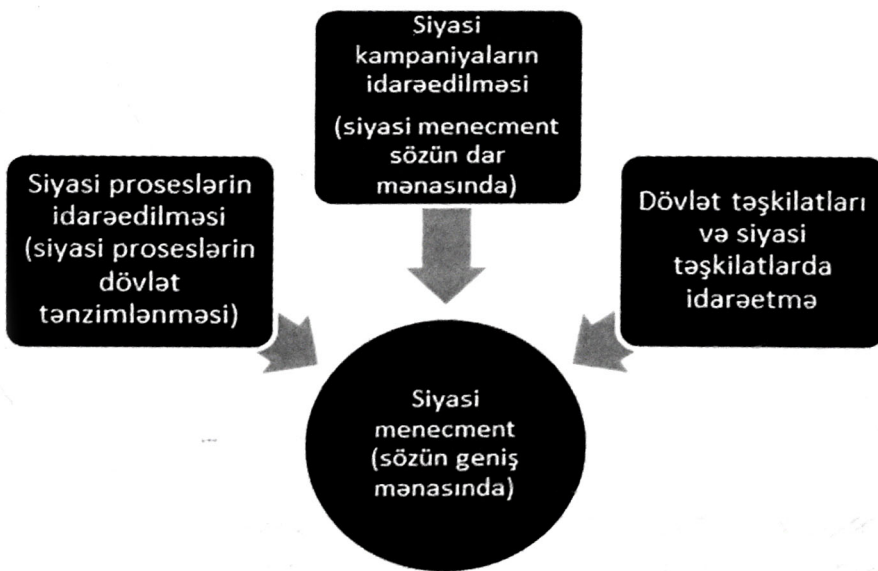 Siyasi
kampaniyaların
idarəedilməsi
(siyasi menecment
sözün dar
mənasında)
Siyasi proseslərin
idarəedilməsi
(siyasi proseslərin
dövlət
tənzimlənməsi)
Dövlət təşkilatları
və siyasi
təşkilatlarda
idarəetmə
Siyasi
menecment
(sözün geniş
mənasında)